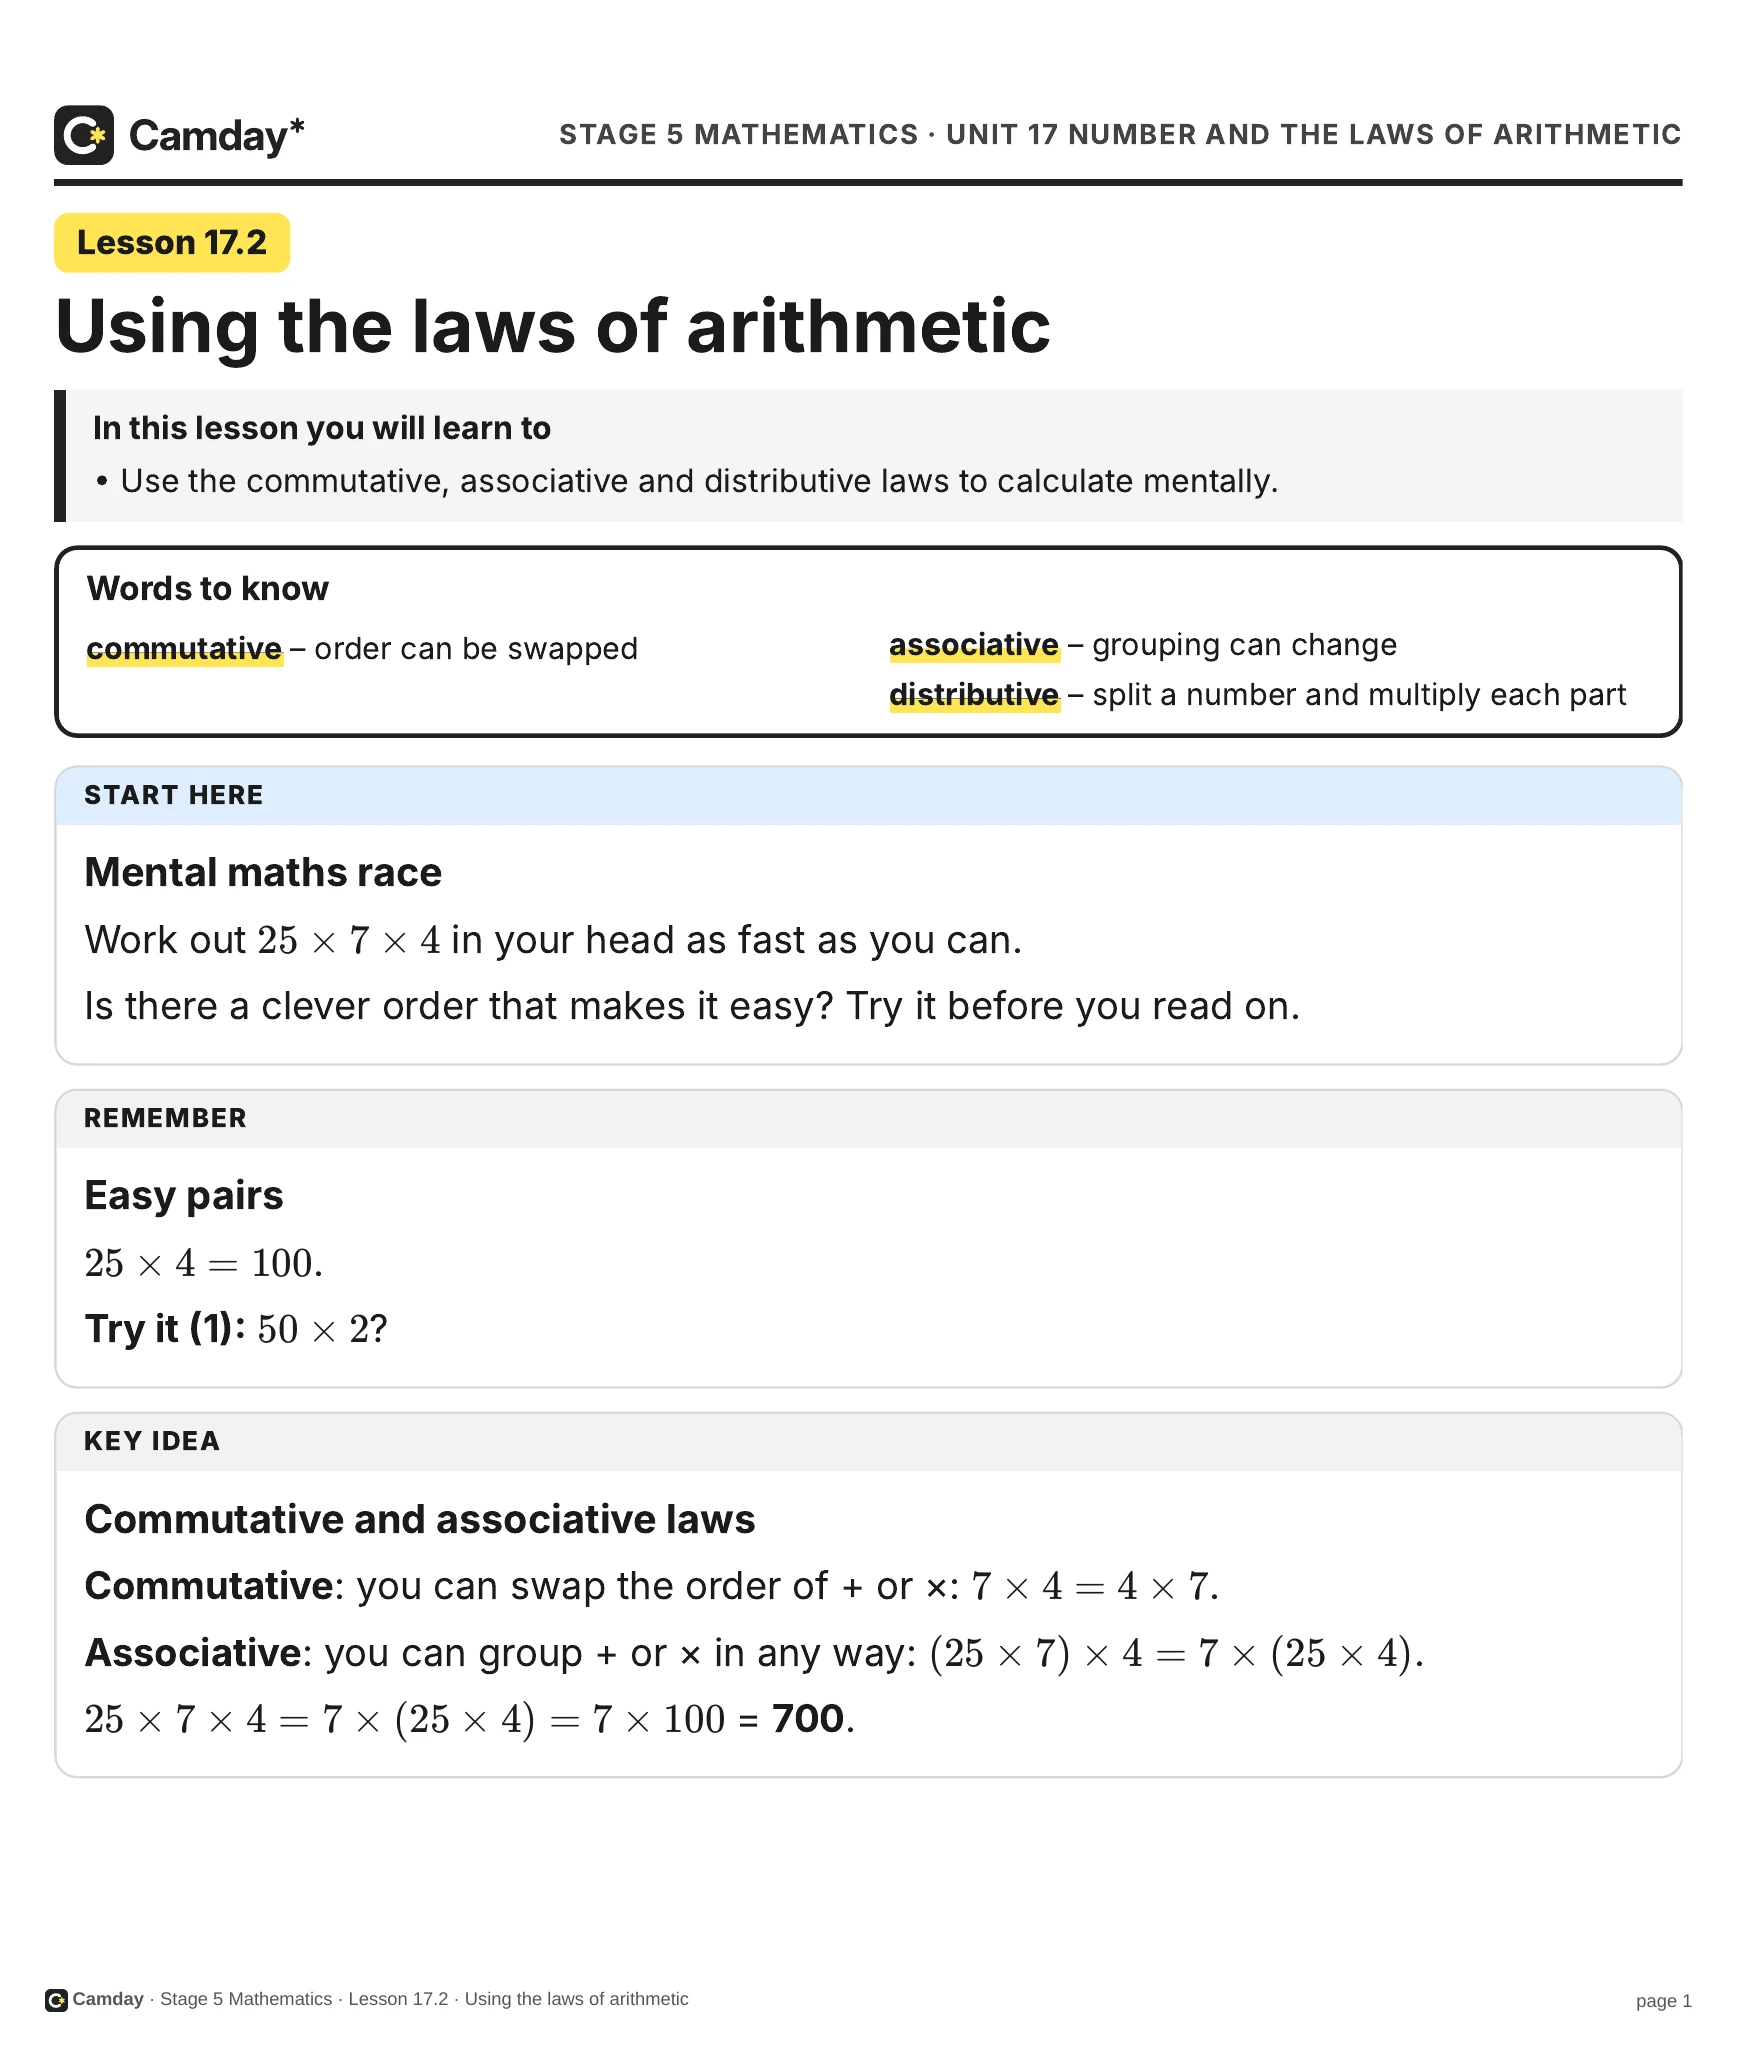 Camday*
STAGE 5 MATHEMATICS · UNIT 17 NUMBER AND THE LAWS OF ARITHMETIC
Lesson 17.2
Using the laws of arithmetic
In this lesson you will learn to
• Use the commutative, associative and distributive laws to calculate mentally.
Words to know
commutative – order can be swapped
associative – grouping can change
distributive – split a number and multiply each part
START HERE
Mental maths race
Work out 25 × 7 × 4 in your head as fast as you can.
Is there a clever order that makes it easy? Try it before you read on.
REMEMBER
Easy pairs
25 × 4 = 100.
Try it (1): 50 × 2?
KEY IDEA
Commutative and associative laws
Commutative: you can swap the order of + or ×: 7 × 4 = 4 × 7.
Associative: you can group + or × in any way: (25 × 7) × 4 = 7 × (25 × 4).
25 × 7 × 4 = 7 × (25 × 4) = 7 × 100 = 700.
Camday · Stage 5 Mathematics · Lesson 17.2 · Using the laws of arithmetic
page 1